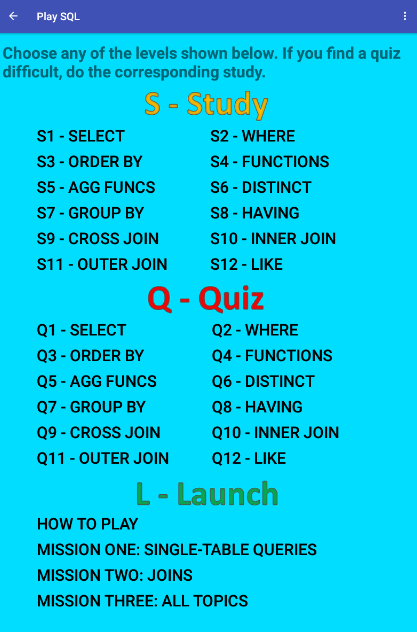 Play SQL
Choose any of the levels shown below. If you find a quiz
difficult, do the corresponding study.
S - Study
S1 - SELECT S2 - WHERE
S3 - ORDER BY S4 - FUNCTIONS
S5 - AGG FUNCS S6 - DISTINCT
S7 - GROUP BY S8 - HAVING
S9 - CROSS JOIN S10 - INNER JOIN
S11 - OUTER JOIN S12 - LIKE
Q - Quiz
Q1 - SELECT Q2 - WHERE
Q3 - ORDER BY Q4 - FUNCTIONS
Q5 - AGG FUNCS Q6 - DISTINCT
Q7 - GROUP BY Q8 - HAVING
Q9 - CROSS JOIN Q10 - INNER JOIN
Q11 - OUTER JOIN Q12 - LIKE
L - Launch
HOW TO PLAY
MISSION ONE: SINGLE-TABLE QUERIES
MISSION TWO: JOINS
MISSION THREE: ALL TOPICS